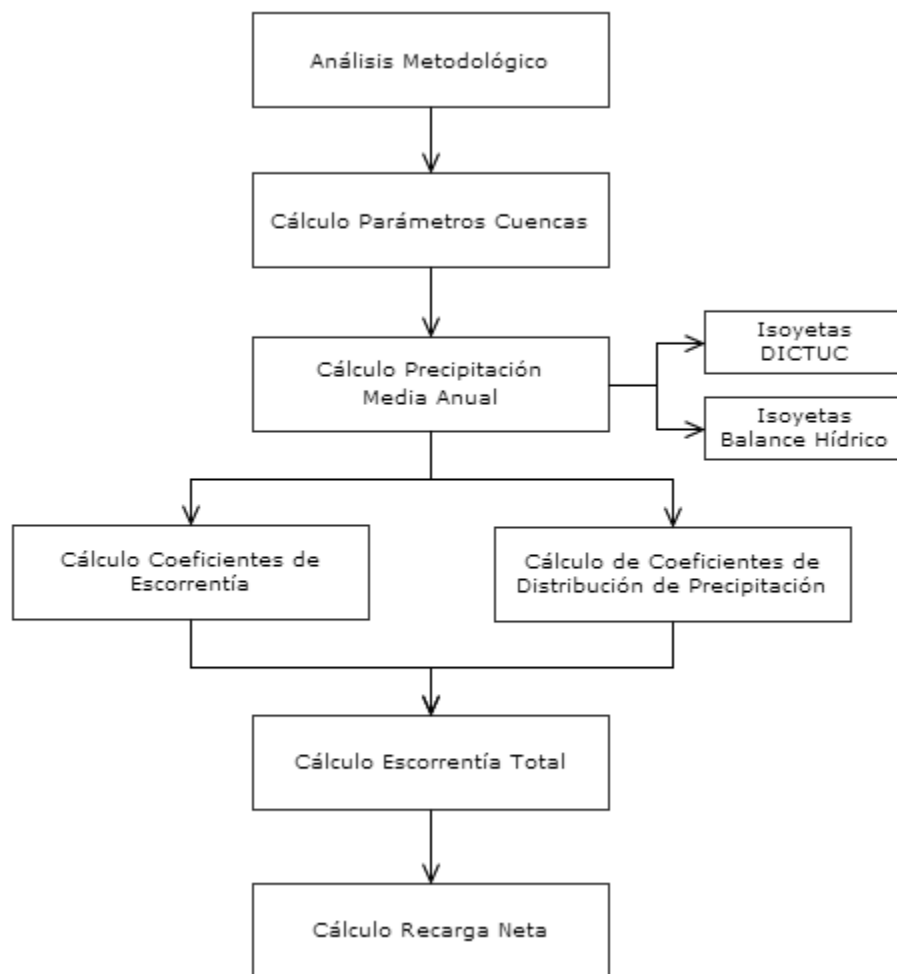 Análisis Metodológico
Cálculo Parámetros Cuencas
Cálculo Precipitación
Media Anual
Isoyetas
DICTUC
Isoyetas
Balance Hídrico
Cálculo Coeficientes de
Escorrentía
Cálculo de Coeficientes de
Distribución de Precipitación
Cálculo Escorrentía Total
Cálculo Recarga Neta